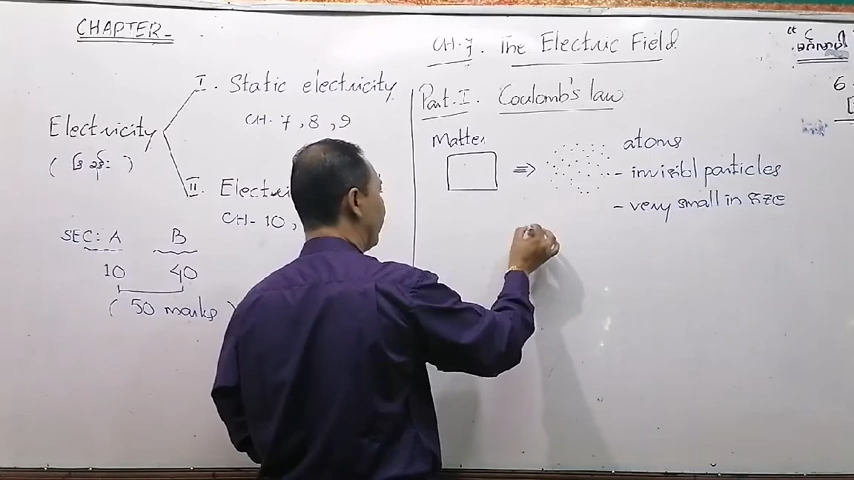 CHAPTER-
Electricity
I. Static electricity
CH- 7, 8, 9
II. Electri
CH- 10,
SEC: A B
10 40
( 50 marks )
CH-7. The Electric Field
Part.I. Coulomb's law
Matter
⇒
atoms
- invisibl particles
- very small in size
6